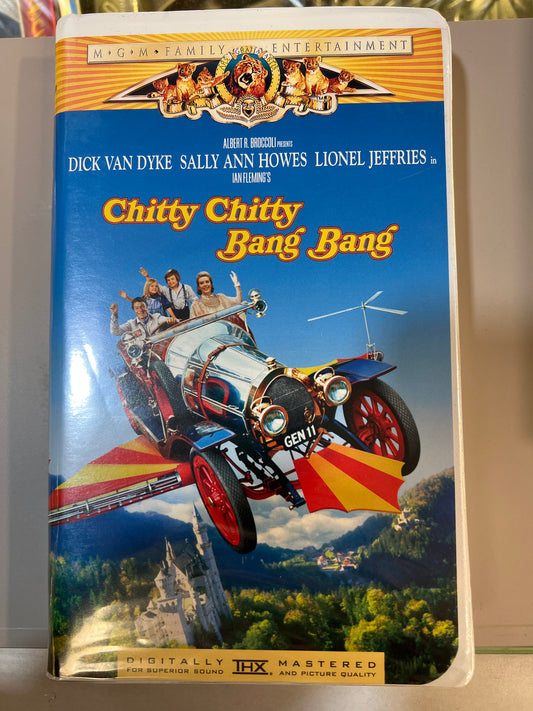 M•G•M FAMILY ENTERTAINMENT
ALBERT R. BROCCOLI PRESENTS
DICK VAN DYKE SALLY ANN HOWES LIONEL JEFFRIES in
IAN FLEMING'S
Chitty Chitty
Bang Bang
GEN 11
DIGITALLY THX MASTERED
FOR SUPERIOR SOUND AND PICTURE QUALITY